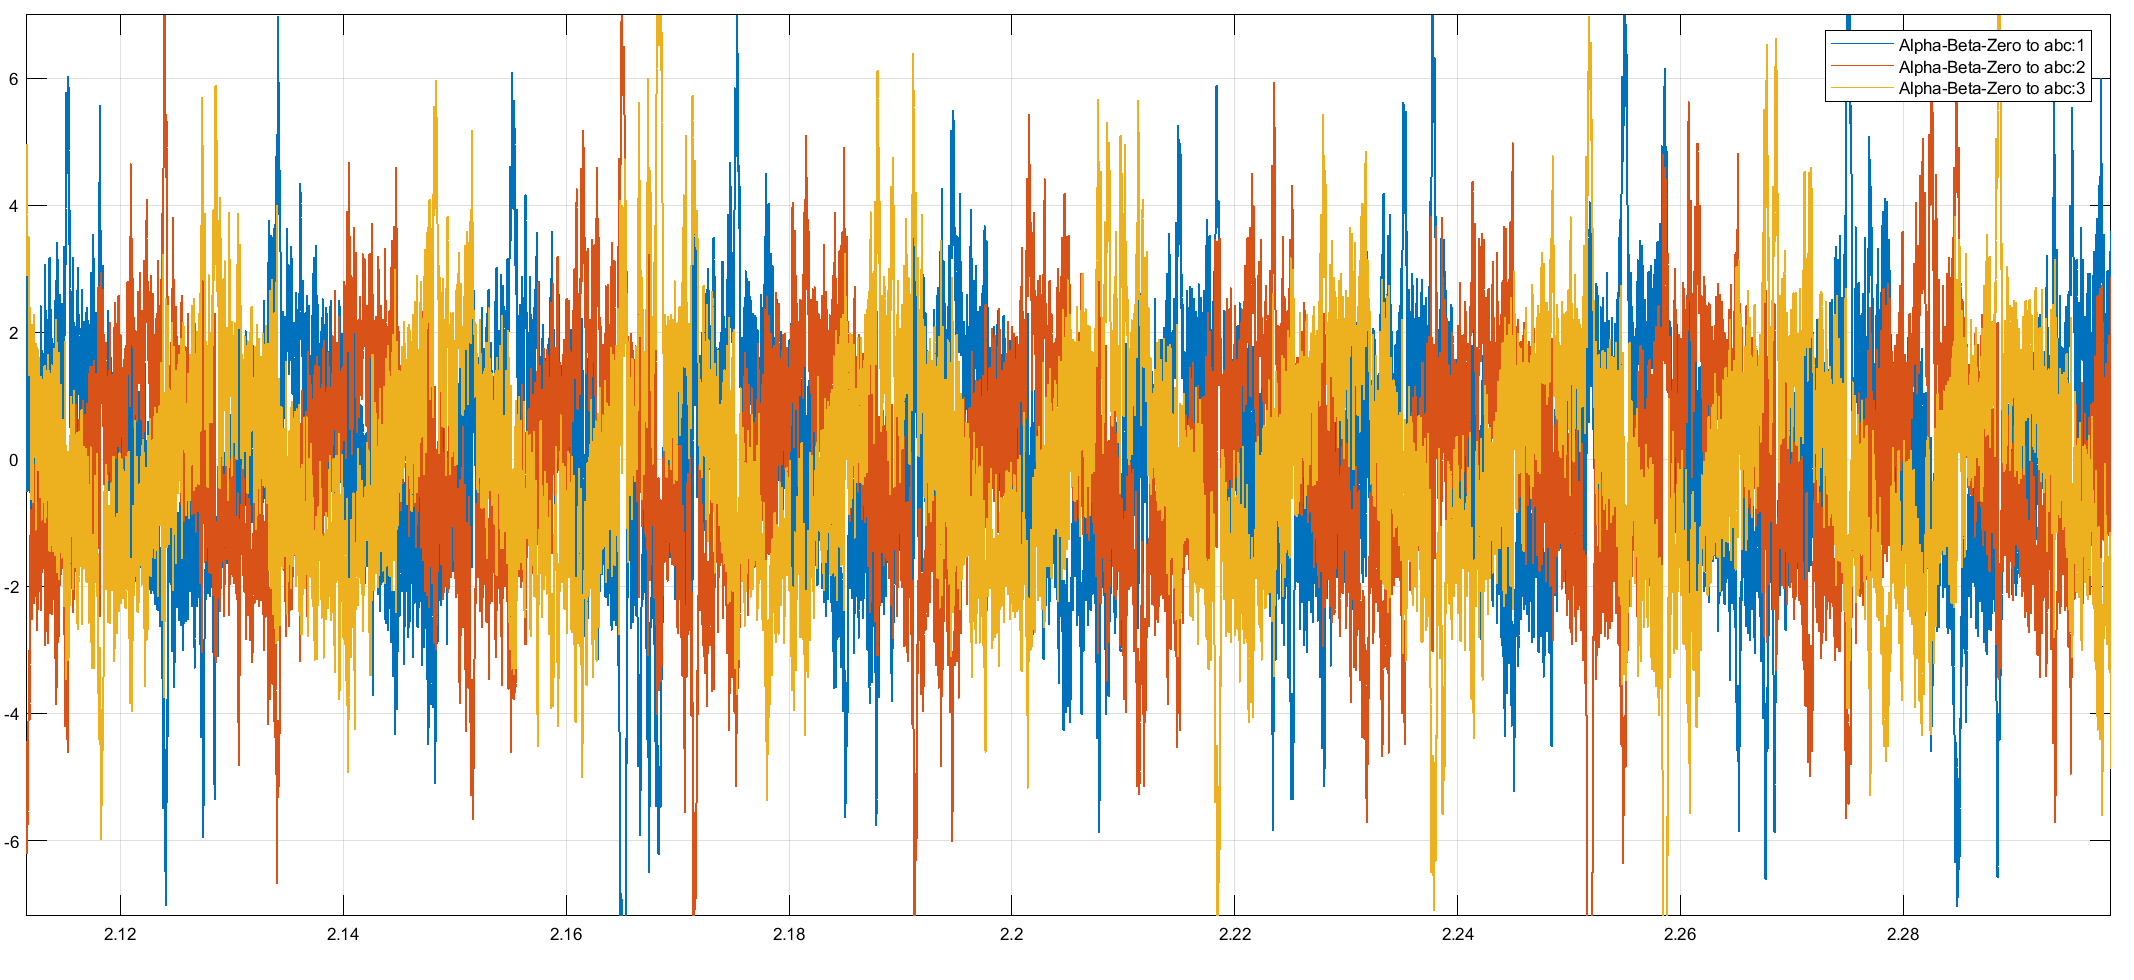 Alpha-Beta-Zero to abc:1
Alpha-Beta-Zero to abc:2
Alpha-Beta-Zero to abc:3
6
4
2
0
-2
-4
-6
2.12 2.14 2.16 2.18 2.2 2.22 2.24 2.26 2.28